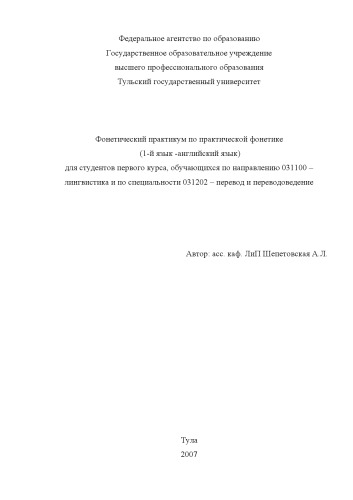 Федеральное агентство по образованию
Государственное образовательное учреждение
высшего профессионального образования
Тульский государственный университет
Фонетический практикум по практической фонетике
(1-й язык -английский язык)
для студентов первого курса, обучающихся по направлению 031100 –
лингвистика и по специальности 031202 – перевод и переводоведение
Автор: асс. каф. ЛиП Шепетовская А.Л.
Тула
2007